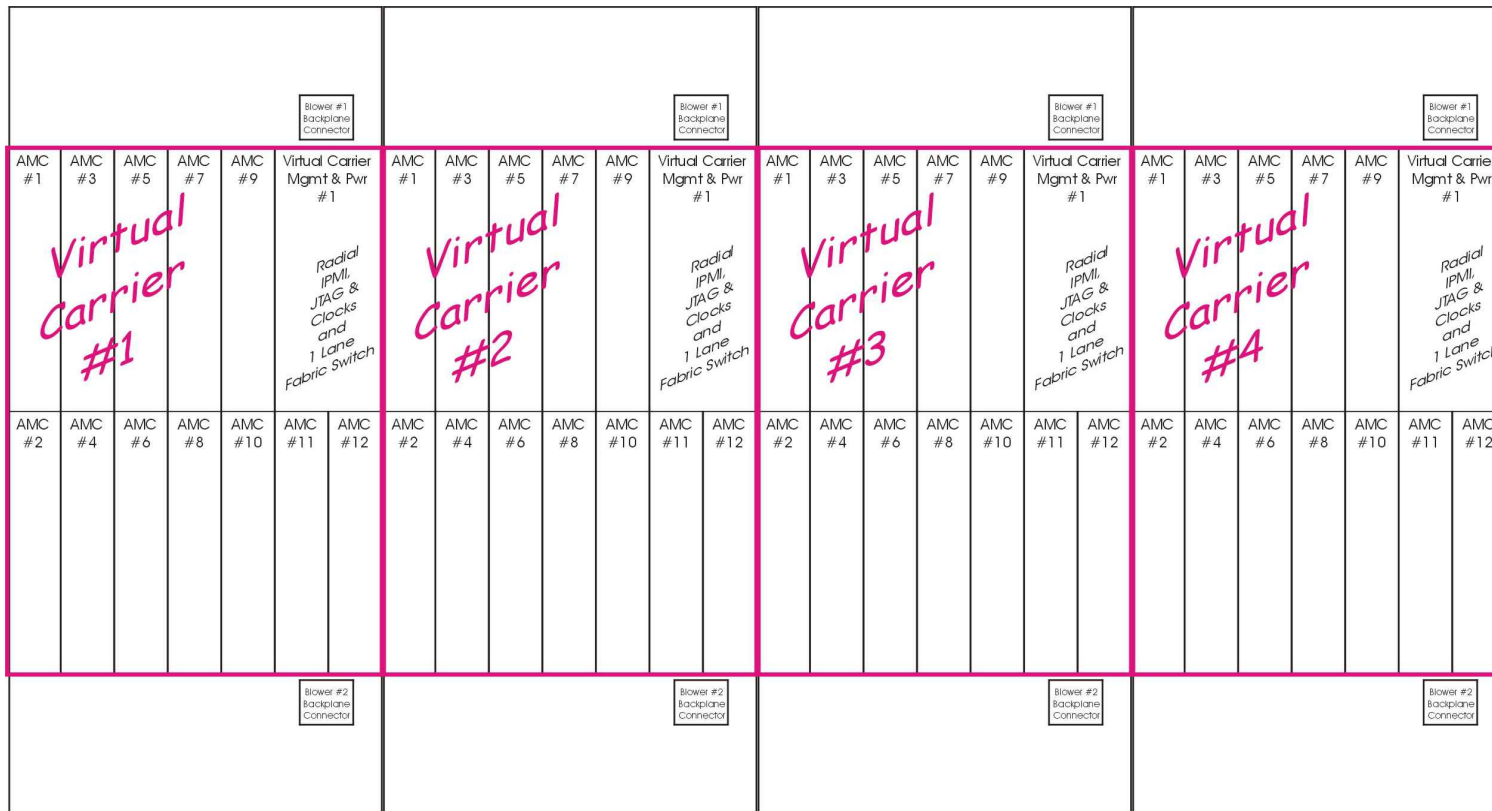 Blower #1
Backplane
Connector
Blower #1
Backplane
Connector
Blower #1
Backplane
Connector
Blower #1
Backplane
Connector
AMC
#1
AMC
#3
AMC
#5
AMC
#7
AMC
#9
Virtual Carrier
Mgmt & Pwr
#1
Virtual
Carrier
#1
Radial
IPMI,
JTAG &
Clocks
and
1 Lane
Fabric Switch
AMC
#1
AMC
#3
AMC
#5
AMC
#7
AMC
#9
Virtual Carrier
Mgmt & Pwr
#1
Virtual
Carrier
#2
Radial
IPMI,
JTAG &
Clocks
and
1 Lane
Fabric Switch
AMC
#1
AMC
#3
AMC
#5
AMC
#7
AMC
#9
Virtual Carrier
Mgmt & Pwr
#1
Virtual
Carrier
#3
Radial
IPMI,
JTAG &
Clocks
and
1 Lane
Fabric Switch
AMC
#1
AMC
#3
AMC
#5
AMC
#7
AMC
#9
Virtual Carrie
Mgmt & Pwr
#1
Virtual
Carrier
#4
Radial
IPMI,
JTAG &
Clocks
and
1 Lane
Fabric Switch
AMC
#2
AMC
#4
AMC
#6
AMC
#8
AMC
#10
AMC
#11
AMC
#12
AMC
#2
AMC
#4
AMC
#6
AMC
#8
AMC
#10
AMC
#11
AMC
#12
AMC
#2
AMC
#4
AMC
#6
AMC
#8
AMC
#10
AMC
#11
AMC
#12
AMC
#2
AMC
#4
AMC
#6
AMC
#8
AMC
#10
AMC
#11
AMC
#12
Blower #2
Backplane
Connector
Blower #2
Backplane
Connector
Blower #2
Backplane
Connector
Blower #2
Backplane
Connector